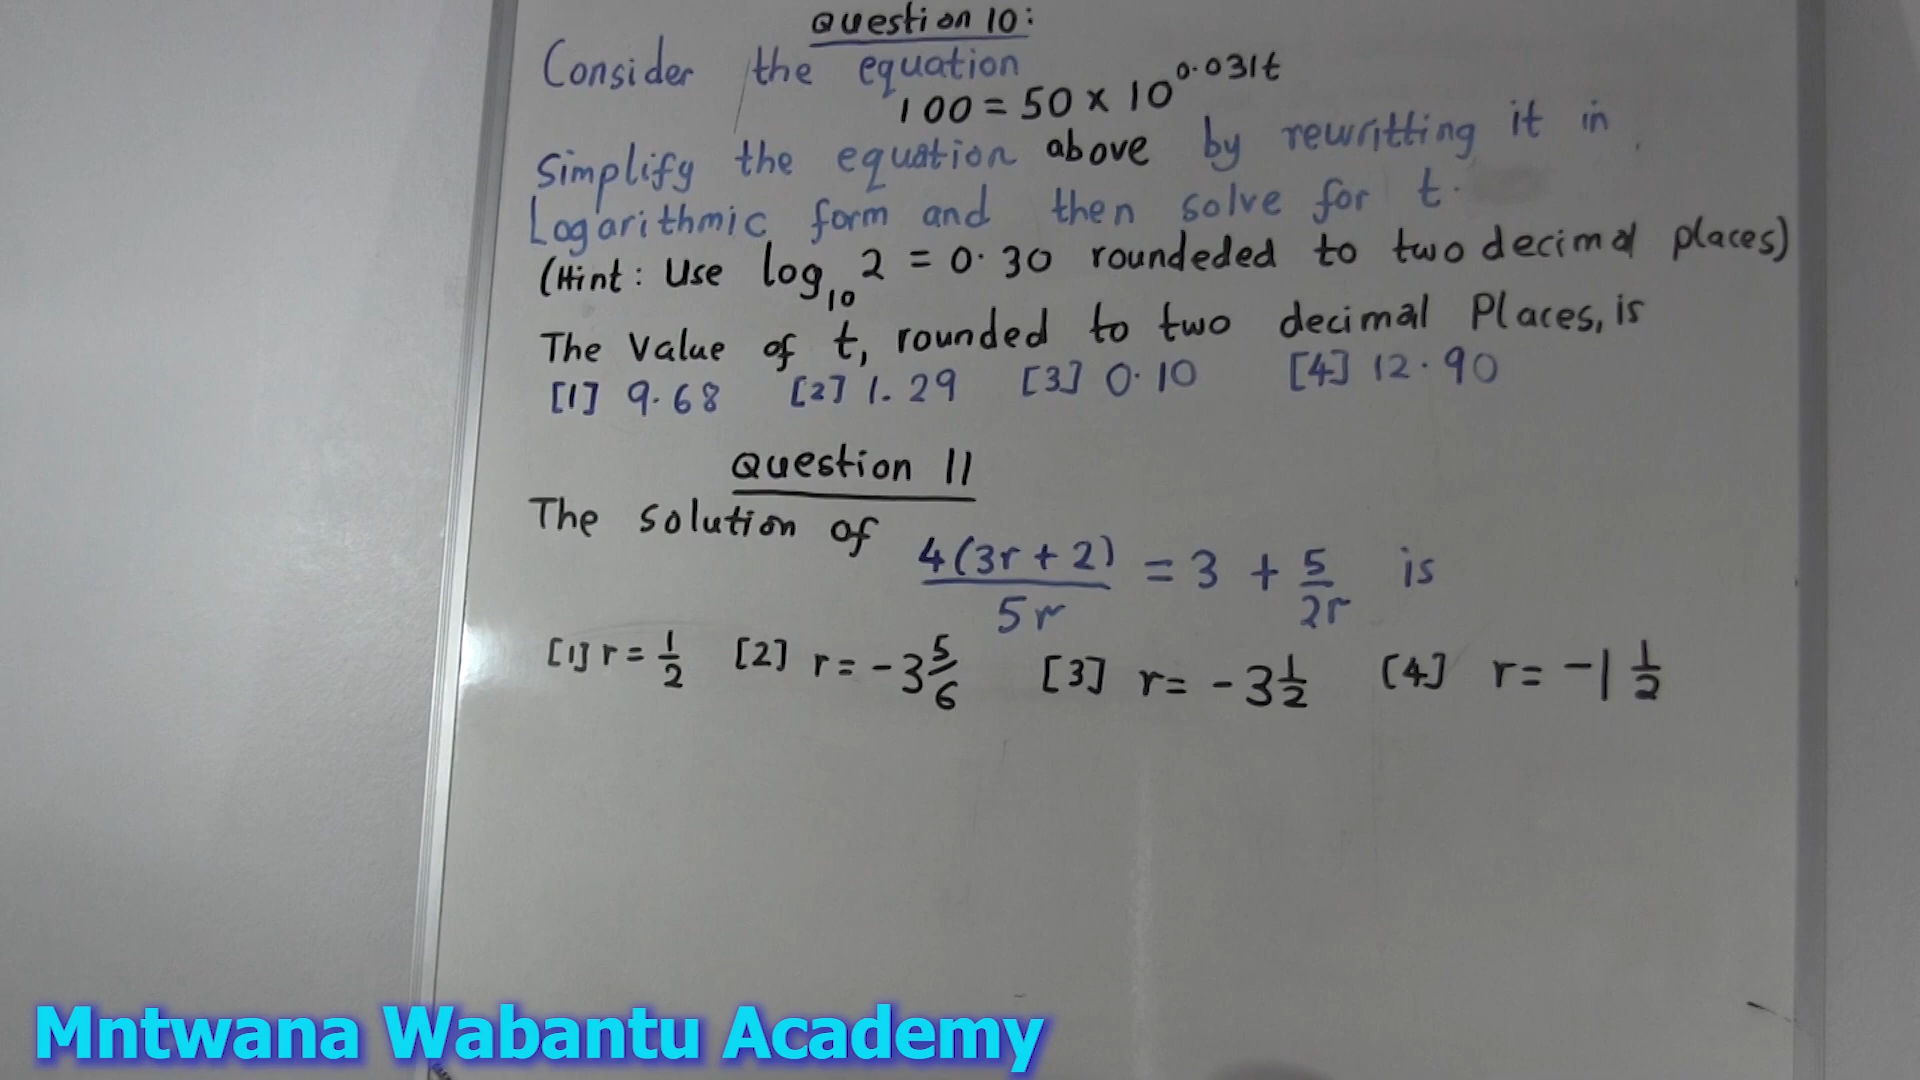 Question 10:
Consider the equation
100 = 50 × 10^0.031t
Simplify the equation above by rewritting it in
Logarithmic form and then solve for t.
(Hint: Use log₁₀ 2 = 0.30 roundeded to two decimal places)
The Value of t, rounded to two decimal Places, is
[1] 9.68 [2] 1.29 [3] 0.10 [4] 12.90
Question 11
The solution of 4(3r + 2)/5r = 3 + 5/2r is
[1] r = 1/2 [2] r = -3 5/6 [3] r = -3 1/2 [4] r = -1 1/2
Mntwana Wabantu Academy